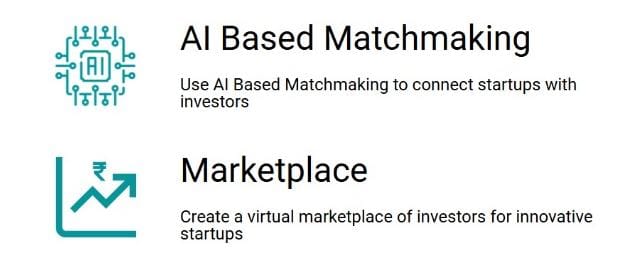 AI
AI Based Matchmaking
Use AI Based Matchmaking to connect startups with
investors
₹
Marketplace
Create a virtual marketplace of investors for innovative
startups